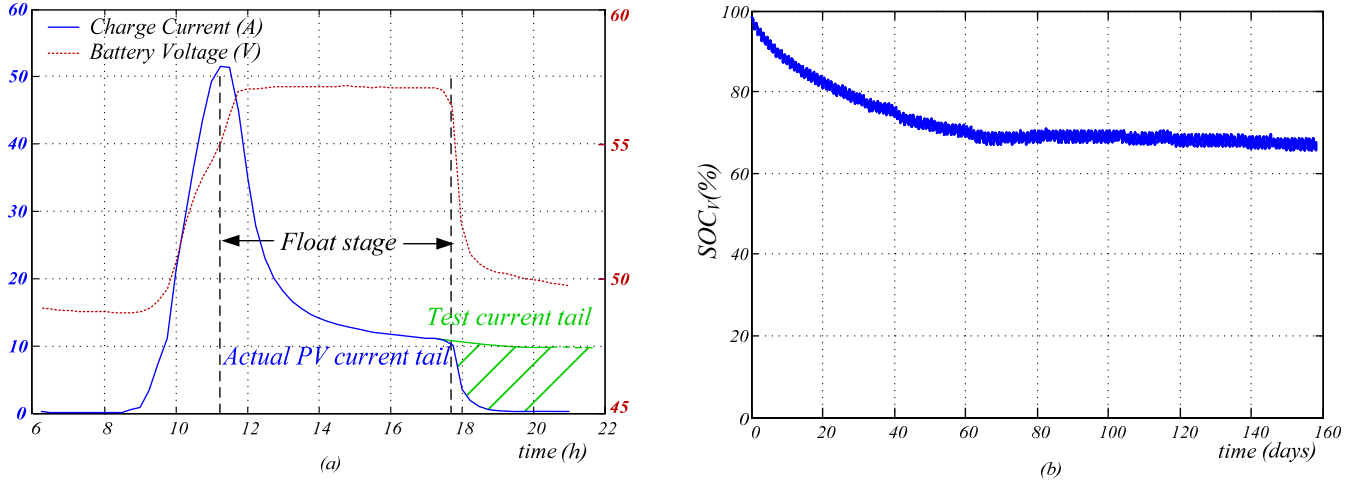 Charge Current (A)
Battery Voltage (V)
60
50
40
30
20
10
0
60
55
50
45
Float stage
Test current tail
Actual PV current tail
6 8 10 12 14 16 18 20 22
time (h)
(a)
100
80
60
40
20
0
SOCV(%)
0 20 40 60 80 100 120 140 160
time (days)
(b)